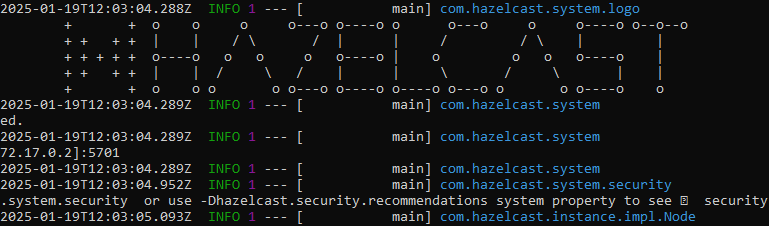 2025-01-19T12:03:04.288Z  INFO 1 --- [           main] com.hazelcast.system.logo
        +       +  o    o     o     o---o o----o o      o---o     o     o----o o--o--o
        + +   + +  |    |    / \       /  |      |     /         / \    |         |
        + + + + +  o----o   o   o     o   o----o |    o         o   o   o----o    |
        + +   + +  |    |  /     \   /    |      |     \       /     \       |    |
        +       +  o    o o       o o---o o----o o----o o---o o       o o----o    o
2025-01-19T12:03:04.289Z  INFO 1 --- [           main] com.hazelcast.system
ed.
2025-01-19T12:03:04.289Z  INFO 1 --- [           main] com.hazelcast.system
72.17.0.2]:5701
2025-01-19T12:03:04.289Z  INFO 1 --- [           main] com.hazelcast.system
2025-01-19T12:03:04.952Z  INFO 1 --- [           main] com.hazelcast.system.security
.system.security  or use -Dhazelcast.security.recommendations system property to see  security
2025-01-19T12:03:05.093Z  INFO 1 --- [           main] com.hazelcast.instance.impl.Node